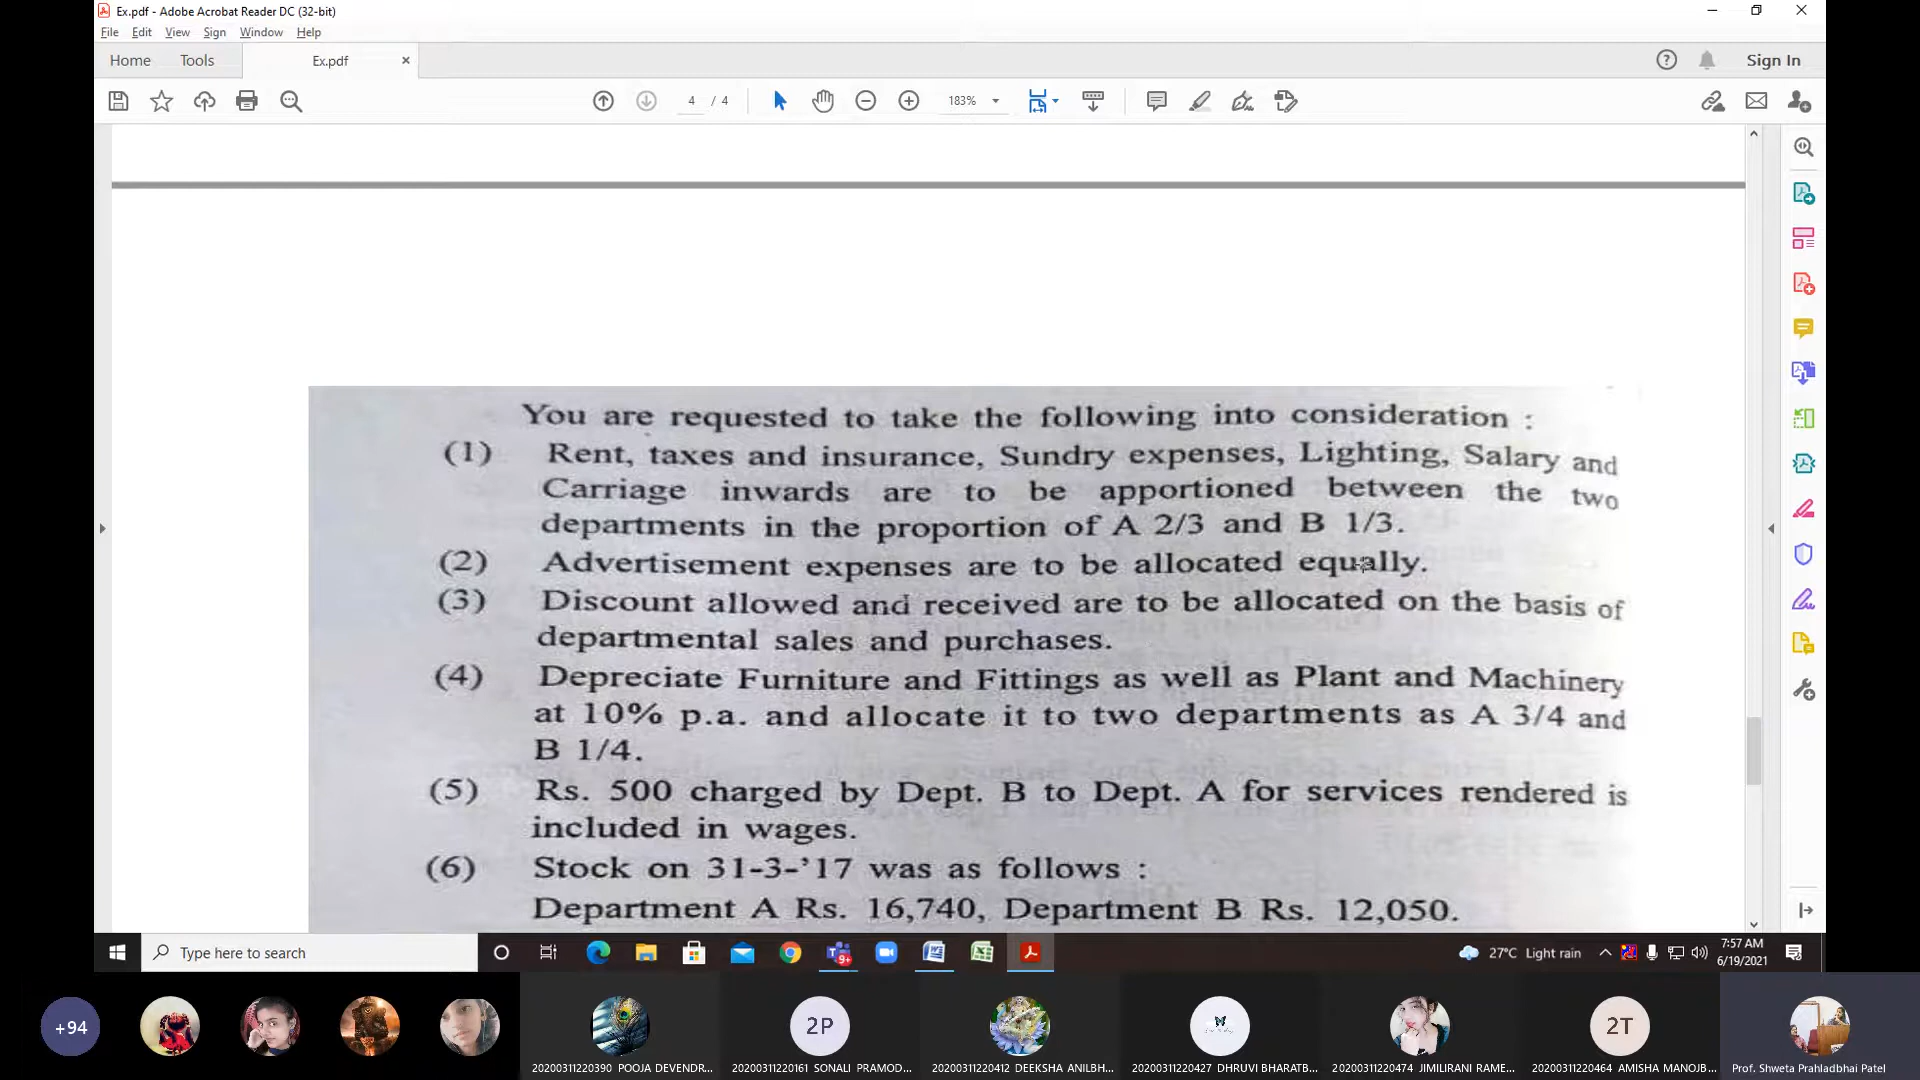 Ex.pdf - Adobe Acrobat Reader DC (32-bit)
File Edit View Sign Window Help
Home Tools Ex.pdf × Sign In
4 / 4 183%
You are requested to take the following into consideration :
(1) Rent, taxes and insurance, Sundry expenses, Lighting, Salary and
Carriage inwards are to be apportioned between the two
departments in the proportion of A 2/3 and B 1/3.
(2) Advertisement expenses are to be allocated equally.
(3) Discount allowed and received are to be allocated on the basis of
departmental sales and purchases.
(4) Depreciate Furniture and Fittings as well as Plant and Machinery
at 10% p.a. and allocate it to two departments as A 3/4 and
B 1/4.
(5) Rs. 500 charged by Dept. B to Dept. A for services rendered is
included in wages.
(6) Stock on 31-3-’17 was as follows :
Department A Rs. 16,740, Department B Rs. 12,050.
Type here to search
9+
27°C Light rain
7:57 AM
6/19/2021
+94
2P
2T
20200311220390 POOJA DEVENDR...
20200311220161 SONALI PRAMOD...
20200311220412 DEEKSHA ANILBH...
20200311220427 DHRUVI BHARATB...
20200311220474 JIMILIRANI RAME...
20200311220464 AMISHA MANOJB...
Prof. Shweta Prahladbhai Patel